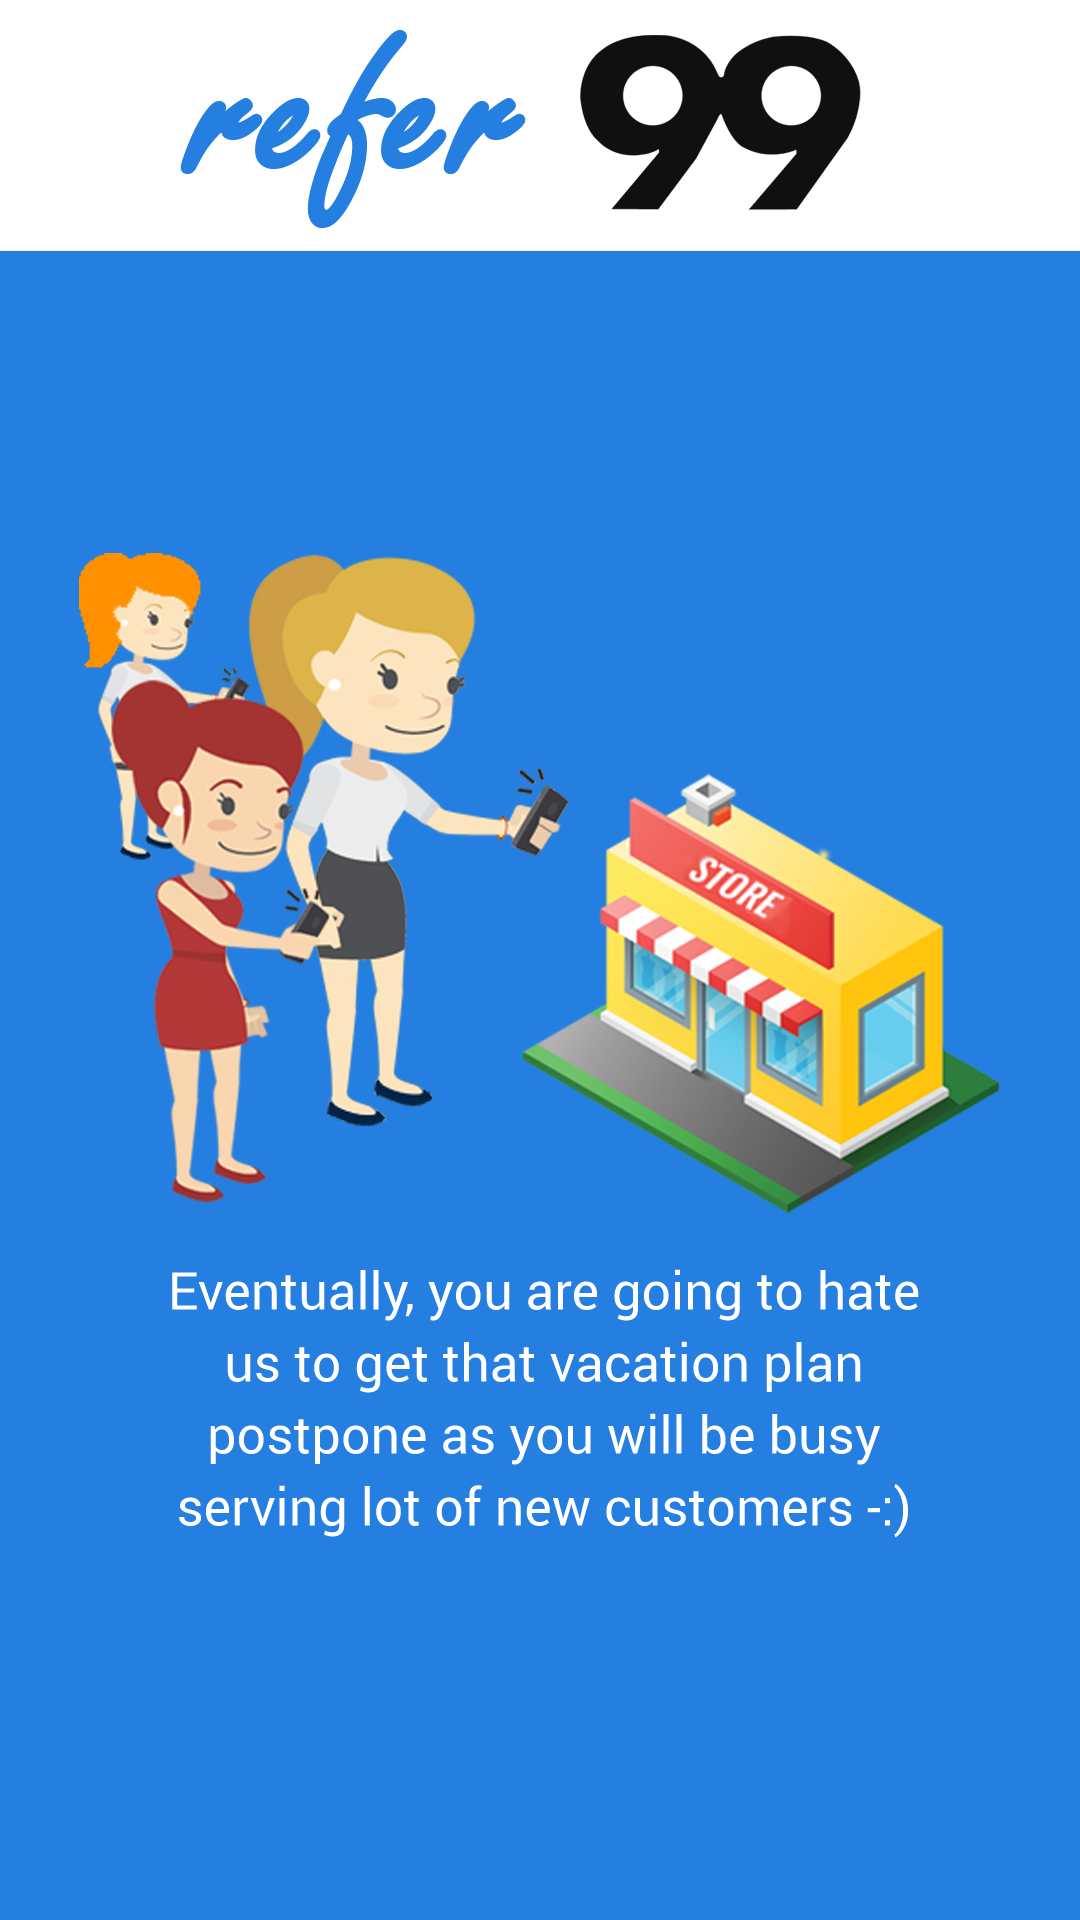 refer 99
STORE
Eventually, you are going to hate
us to get that vacation plan
postpone as you will be busy
serving lot of new customers -:)